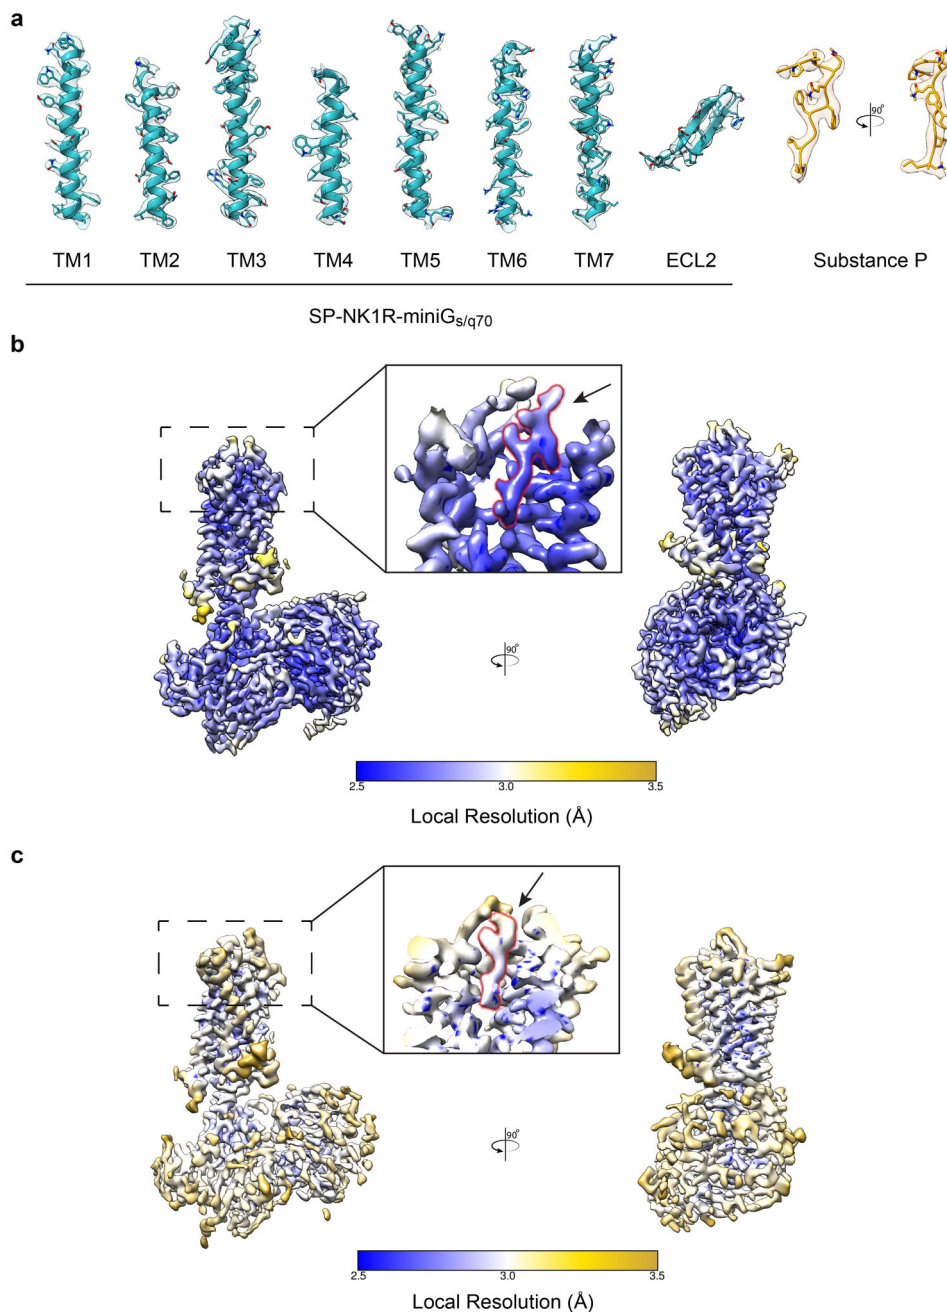 a
90°
TM1 TM2 TM3 TM4 TM5 TM6 TM7 ECL2 Substance P
SP-NK1R-miniGs/q70
b
90°
2.5 3.0 3.5
Local Resolution (Å)
c
90°
2.5 3.0 3.5
Local Resolution (Å)